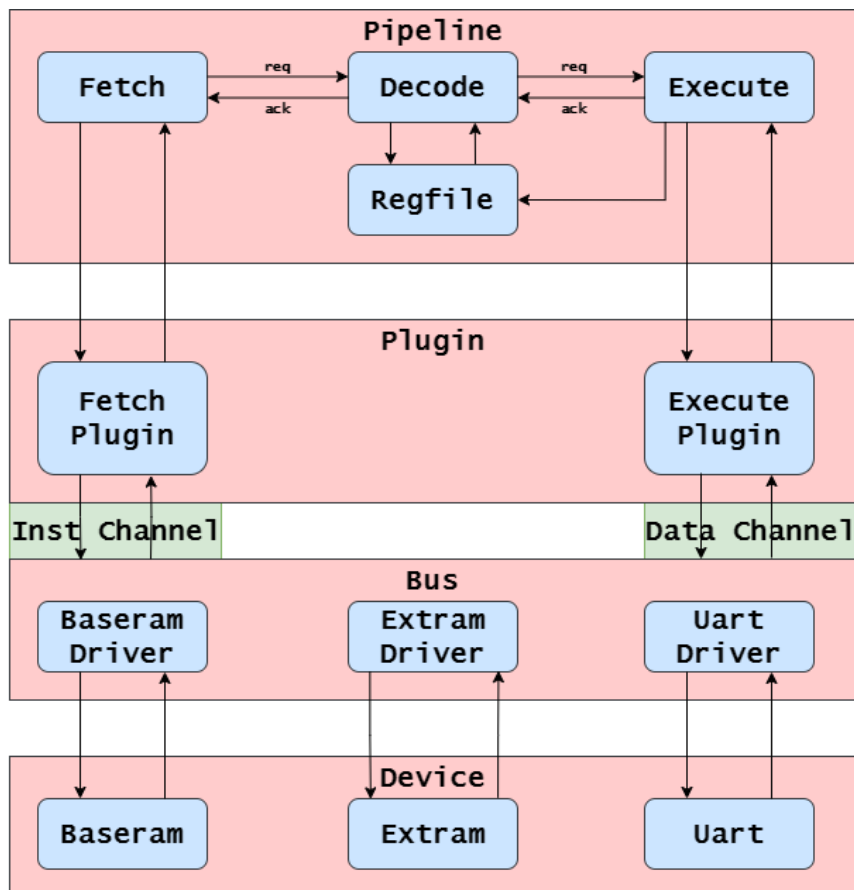 Pipeline
Fetch
req
ack
Decode
req
ack
Execute
Regfile
Plugin
Fetch
Plugin
Execute
Plugin
Inst Channel
Data Channel
Bus
Baseram
Driver
Extram
Driver
Uart
Driver
Device
Baseram
Extram
Uart